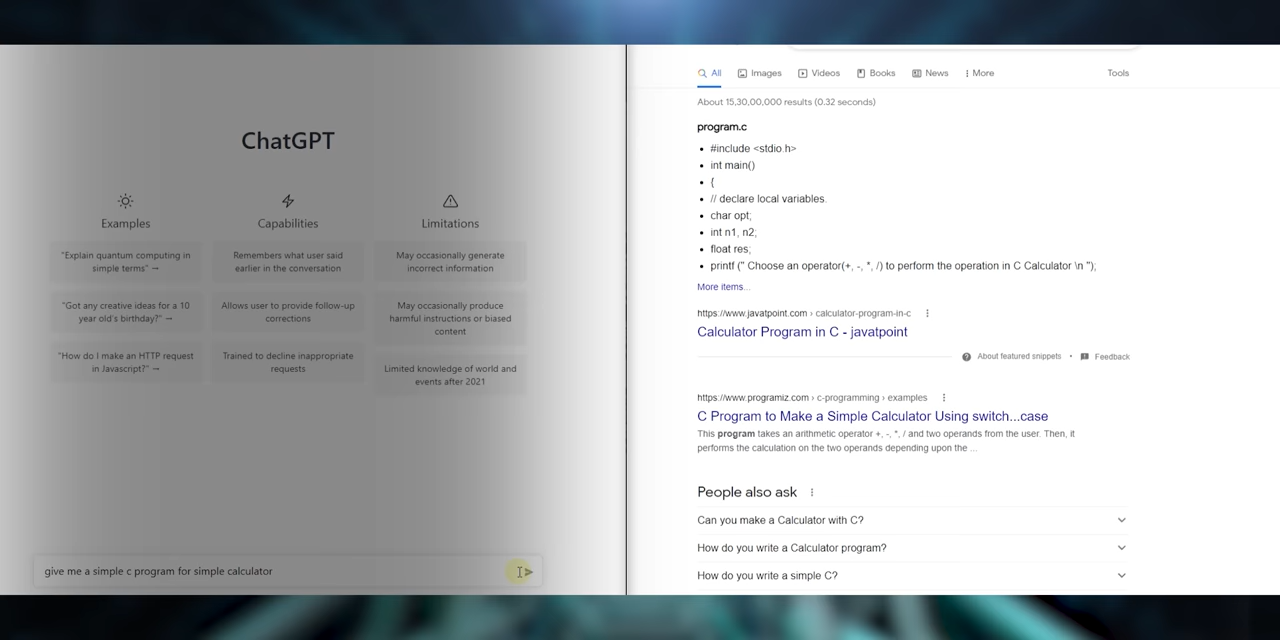 ChatGPT
Examples
Capabilities
Limitations
"Explain quantum computing in
simple terms" →
Remembers what user said
earlier in the conversation
May occasionally generate
incorrect information
"Got any creative ideas for a 10
year old's birthday?" →
Allows user to provide follow-up
corrections
May occasionally produce
harmful instructions or biased
content
"How do I make an HTTP request
in Javascript?" →
Trained to decline inappropriate
requests
Limited knowledge of world and
events after 2021
give me a simple c program for simple calculator
All
Images
Videos
Books
News
More
Tools
About 15,30,00,000 results (0.32 seconds)
program.c
• #include <stdio.h>
• int main()
• {
• // declare local variables.
• char opt;
• int n1, n2;
• float res;
• printf (" Choose an operator(+, -, *, /) to perform the operation in C Calculator \n ");
More items...
https://www.javatpoint.com › calculator-program-in-c
Calculator Program in C - javatpoint
About featured snippets • Feedback
https://www.programiz.com › c-programming › examples
C Program to Make a Simple Calculator Using switch...case
This program takes an arithmetic operator +, -, *, / and two operands from the user. Then, it
performs the calculation on the two operands depending upon the ...
People also ask
Can you make a Calculator with C?
How do you write a Calculator program?
How do you write a simple C?